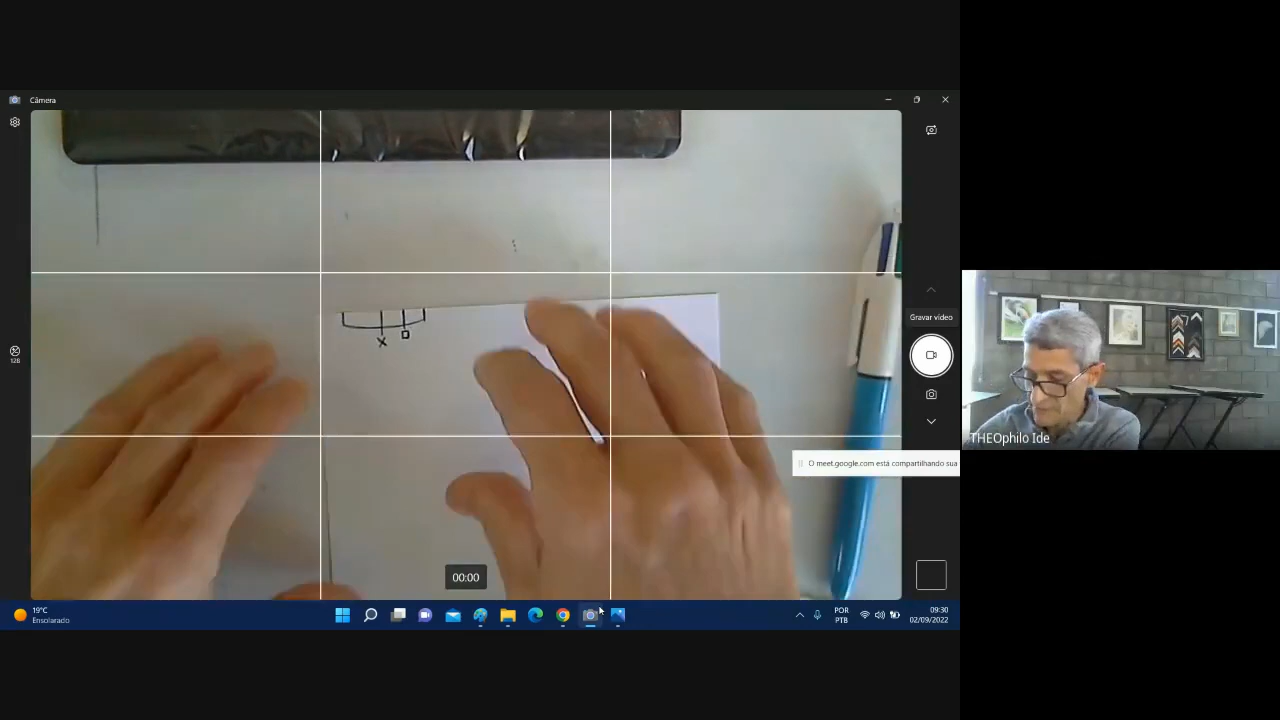 Câmera
Gravar vídeo
128
X
THEOphilo Ide
O meet.google.com está compartilhando sua
00:00
19°C
Ensolarado
POR
PTB
09:30
02/09/2022